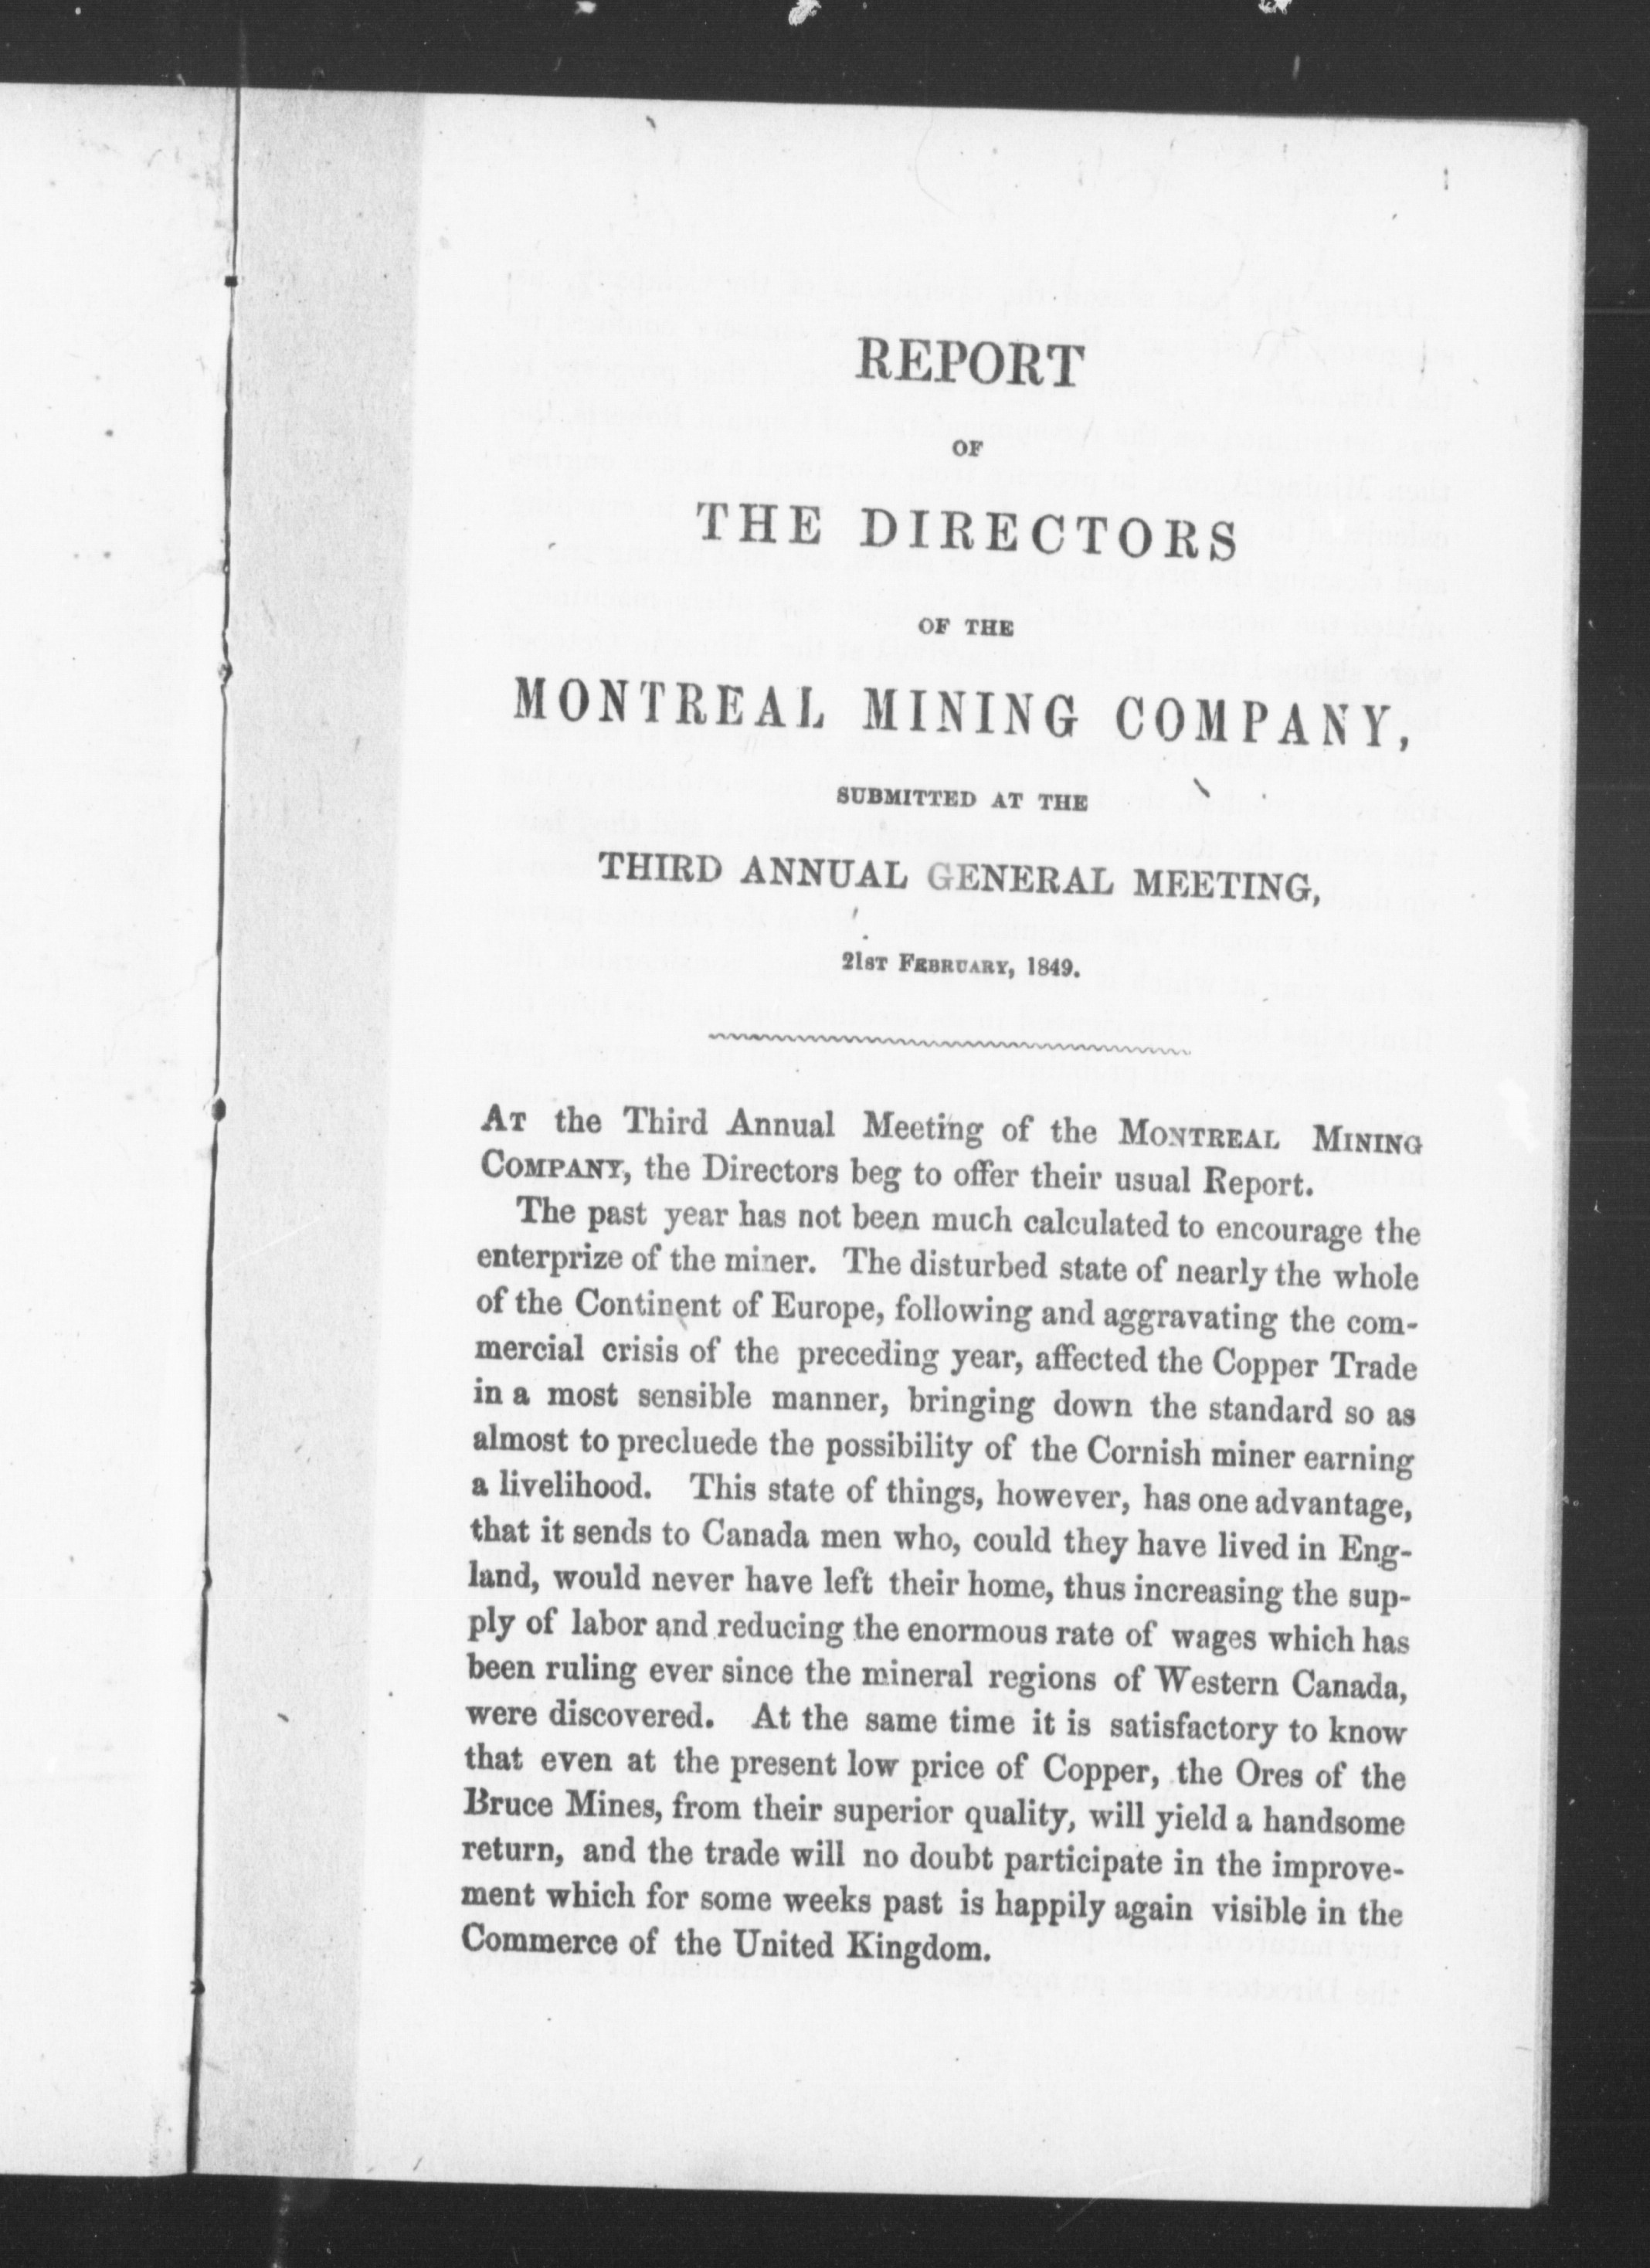 REPORT
OF
THE DIRECTORS
OF THE
MONTREAL MINING COMPANY,
SUBMITTED AT THE
THIRD ANNUAL GENERAL MEETING,
21ST FEBRUARY, 1849.
AT the Third Annual Meeting of the MONTREAL MINING
COMPANY, the Directors beg to offer their usual Report.
The past year has not been much calculated to encourage the
enterprize of the miner. The disturbed state of nearly the whole
of the Continent of Europe, following and aggravating the com-
mercial crisis of the preceding year, affected the Copper Trade
in a most sensible manner, bringing down the standard so as
almost to precluede the possibility of the Cornish miner earning
a livelihood. This state of things, however, has one advantage,
that it sends to Canada men who, could they have lived in Eng-
land, would never have left their home, thus increasing the sup-
ply of labor and reducing the enormous rate of wages which has
been ruling ever since the mineral regions of Western Canada,
were discovered. At the same time it is satisfactory to know
that even at the present low price of Copper, the Ores of the
Bruce Mines, from their superior quality, will yield a handsome
return, and the trade will no doubt participate in the improve-
ment which for some weeks past is happily again visible in the
Commerce of the United Kingdom.